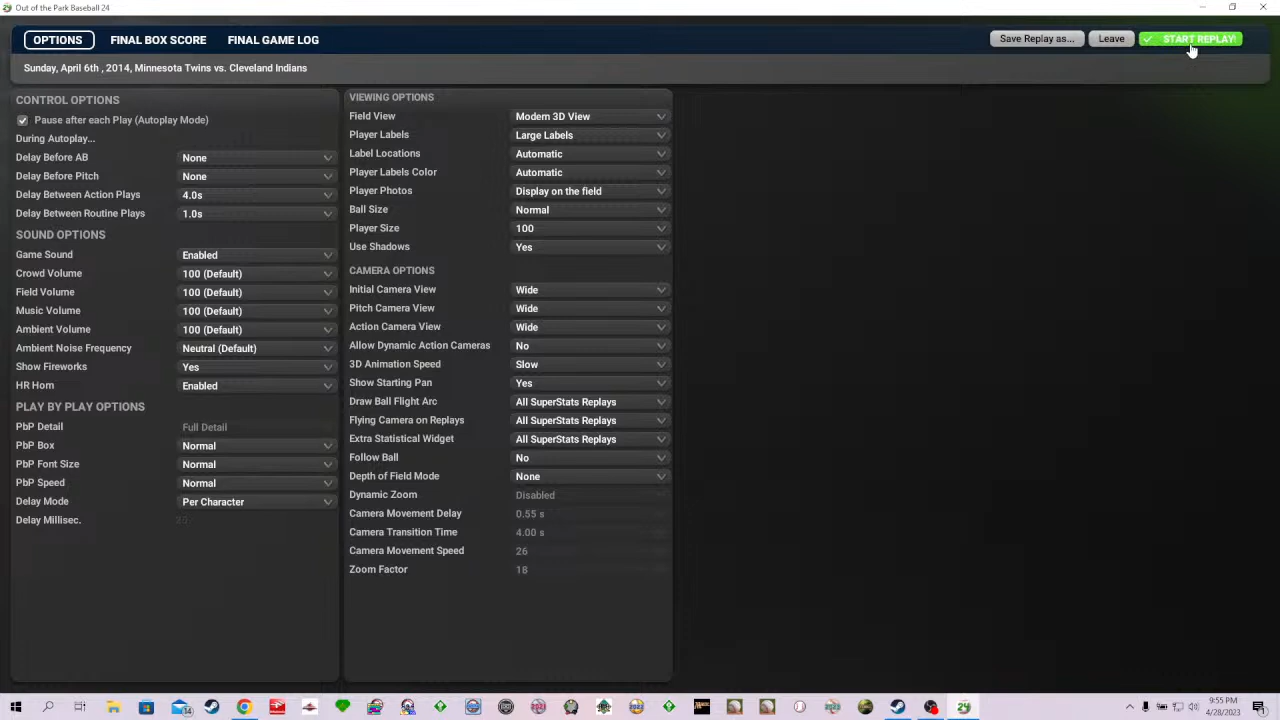 Out of the Park Baseball 24
OPTIONS FINAL BOX SCORE FINAL GAME LOG Save Replay as... Leave START REPLAY!
Sunday, April 6th , 2014, Minnesota Twins vs. Cleveland Indians
CONTROL OPTIONS
Pause after each Play (Autoplay Mode)
During Autoplay...
Delay Before AB None
Delay Before Pitch None
Delay Between Action Plays 4.0s
Delay Between Routine Plays 1.0s
SOUND OPTIONS
Game Sound Enabled
Crowd Volume 100 (Default)
Field Volume 100 (Default)
Music Volume 100 (Default)
Ambient Volume 100 (Default)
Ambient Noise Frequency Neutral (Default)
Show Fireworks Yes
HR Horn Enabled
PLAY BY PLAY OPTIONS
PbP Detail Full Detail
PbP Box Normal
PbP Font Size Normal
PbP Speed Normal
Delay Mode Per Character
Delay Millisec.
VIEWING OPTIONS
Field View Modern 3D View
Player Labels Large Labels
Label Locations Automatic
Player Labels Color Automatic
Player Photos Display on the field
Ball Size Normal
Player Size 100
Use Shadows Yes
CAMERA OPTIONS
Initial Camera View Wide
Pitch Camera View Wide
Action Camera View Wide
Allow Dynamic Action Cameras No
3D Animation Speed Slow
Show Starting Pan Yes
Draw Ball Flight Arc All SuperStats Replays
Flying Camera on Replays All SuperStats Replays
Extra Statistical Widget All SuperStats Replays
Follow Ball No
Depth of Field Mode None
Dynamic Zoom Disabled
Camera Movement Delay 0.55 s
Camera Transition Time 4.00 s
Camera Movement Speed 26
Zoom Factor 18
9:55 PM
4/28/2023